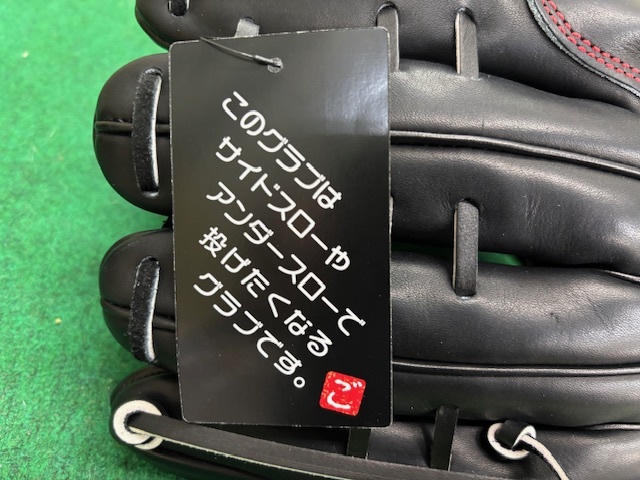 このグラブは
サイドスローや
アンダースローで
投げたくなる
グラブです。
ご